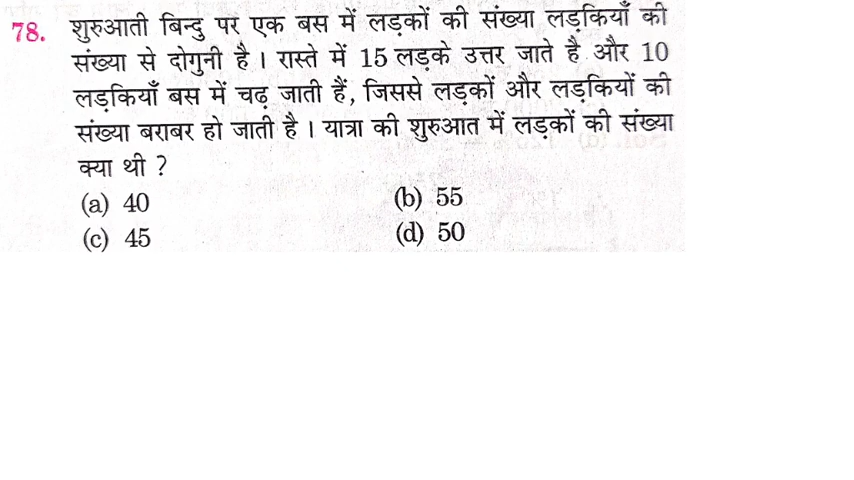 78. शुरुआती बिन्दु पर एक बस में लड़कों की संख्या लड़कियाँ की
संख्या से दोगुनी है । रास्ते में 15 लड़के उत्तर जाते है और 10
लड़कियाँ बस में चढ़ जाती हैं, जिससे लड़कों और लड़कियों की
संख्या बराबर हो जाती है । यात्रा की शुरुआत में लड़कों की संख्या
क्या थी ?
(a) 40 (b) 55
(c) 45 (d) 50